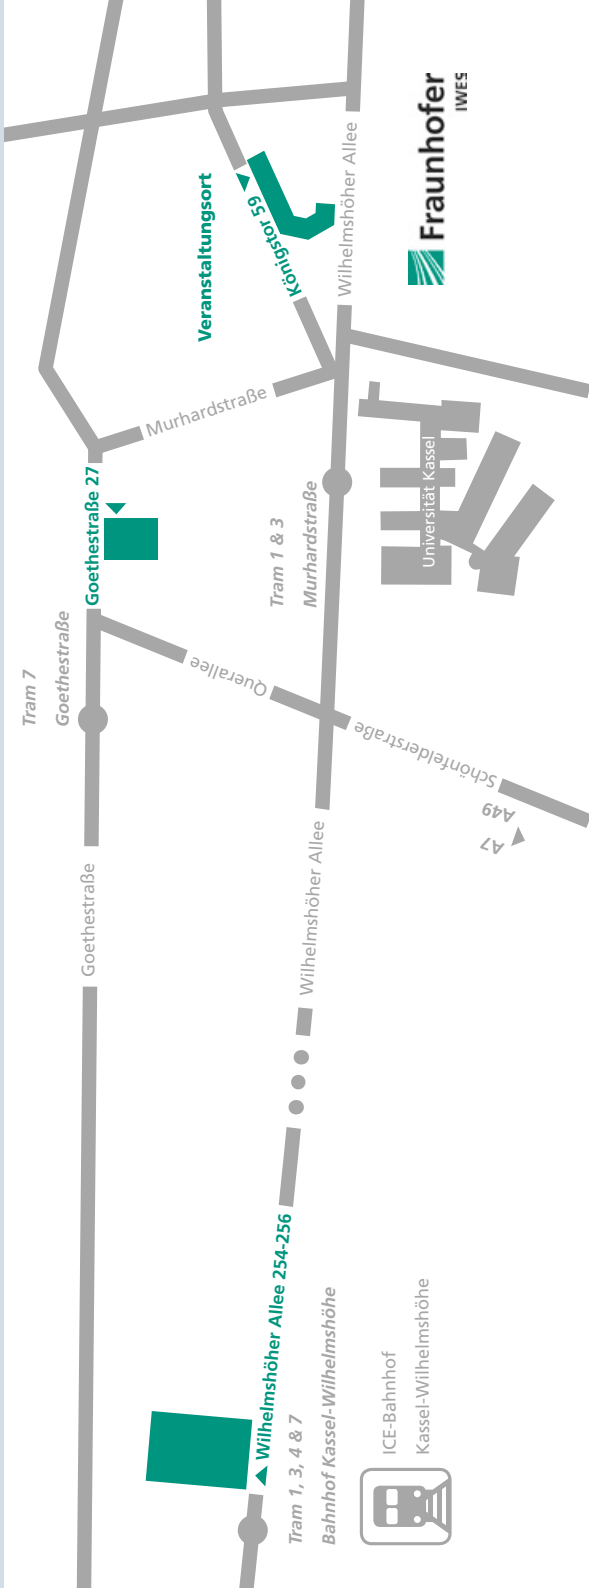 Tram 7
Goethestraße
Goethestraße
Goethestraße 27
Murhardstraße
Querallee
Veranstaltungsort
Königstor 59
Wilhelmshöher Allee 254-256
Tram 1, 3, 4 & 7
Bahnhof Kassel-Wilhelmshöhe
Wilhelmshöher Allee
Tram 1 & 3
Murhardstraße
Wilhelmshöher Allee
Schönfelderstraße
ICE-Bahnhof
Kassel-Wilhelmshöhe
Universität Kassel
A49
A7
Fraunhofer
IWES